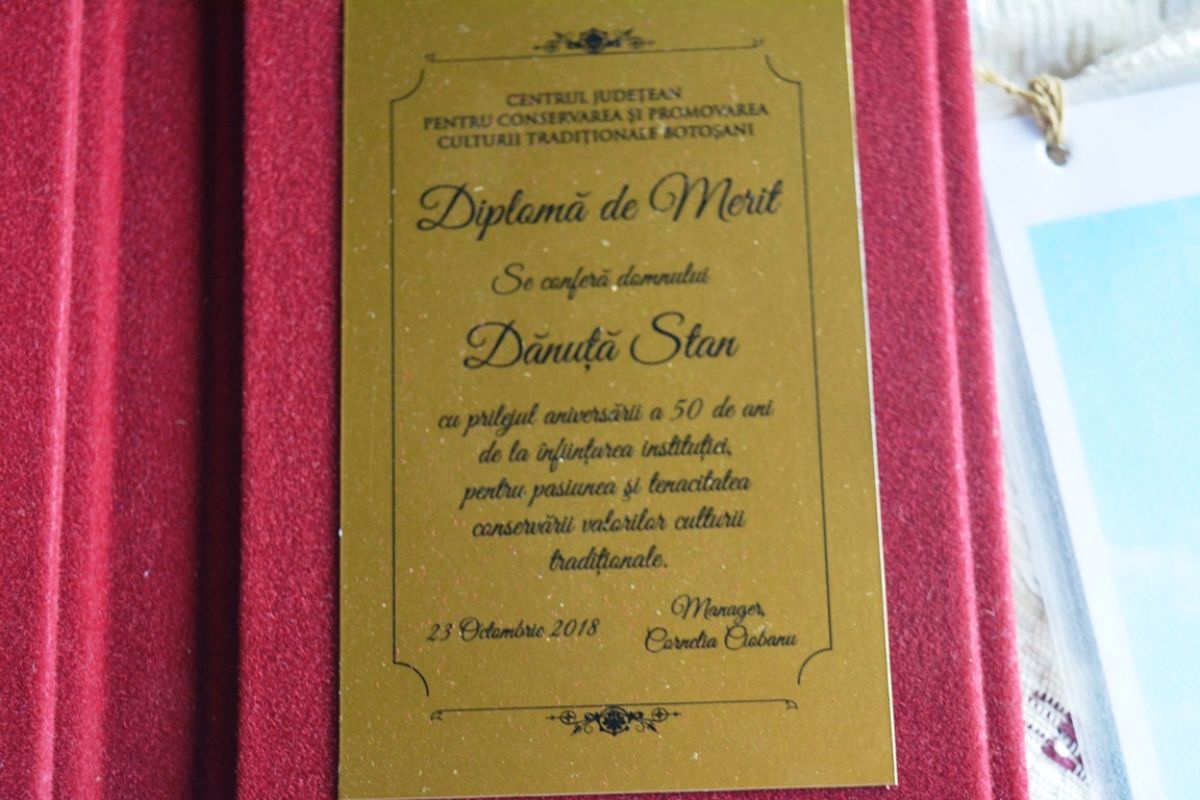 CENTRUL JUDEȚEAN
PENTRU CONSERVAREA ȘI PROMOVAREA
CULTURII TRADIȚIONALE BOTOȘANI
Diplomă de Merit
Se conferă domnului
Dănuță Stan
cu prilejul aniversării a 50 de ani
de la înființarea instituției,
pentru pasiunea și tenacitatea
conservării valorilor culturii
tradiționale.
23 Octombrie 2018
Manager,
Cornelia Ciobanu